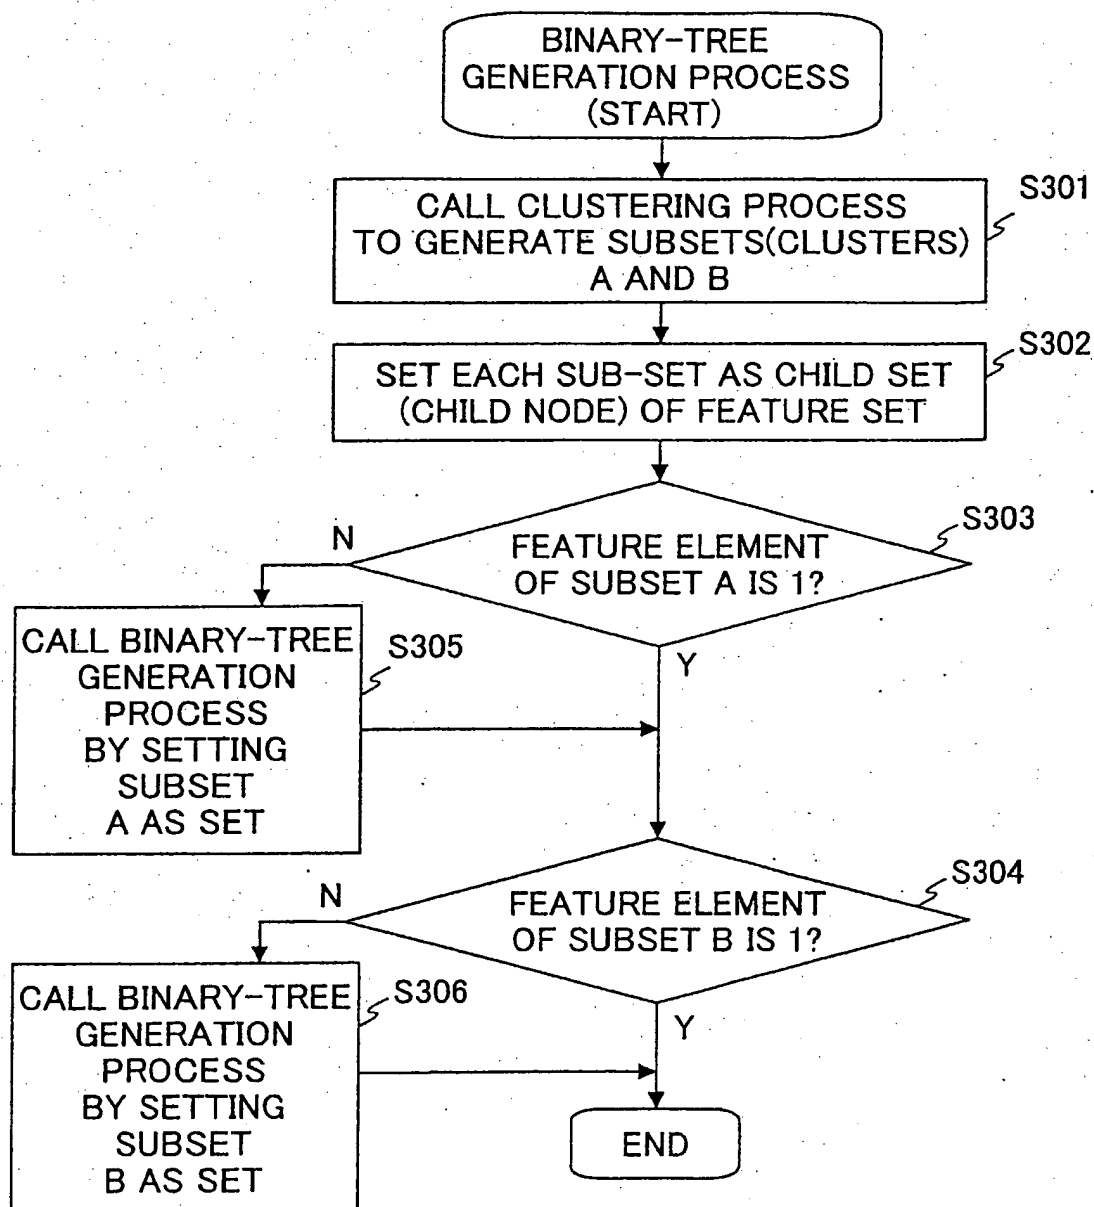 BINARY-TREE
GENERATION PROCESS
(START)
S301
CALL CLUSTERING PROCESS
TO GENERATE SUBSETS(CLUSTERS)
A AND B
S302
SET EACH SUB-SET AS CHILD SET
(CHILD NODE) OF FEATURE SET
S303
N
FEATURE ELEMENT
OF SUBSET A IS 1?
Y
CALL BINARY-TREE
GENERATION
PROCESS
BY SETTING
SUBSET
A AS SET
S305
S304
N
FEATURE ELEMENT
OF SUBSET B IS 1?
Y
CALL BINARY-TREE
GENERATION
PROCESS
BY SETTING
SUBSET
B AS SET
S306
END